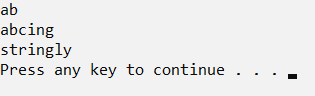 ab
abcing
stringly
Press any key to continue . . .